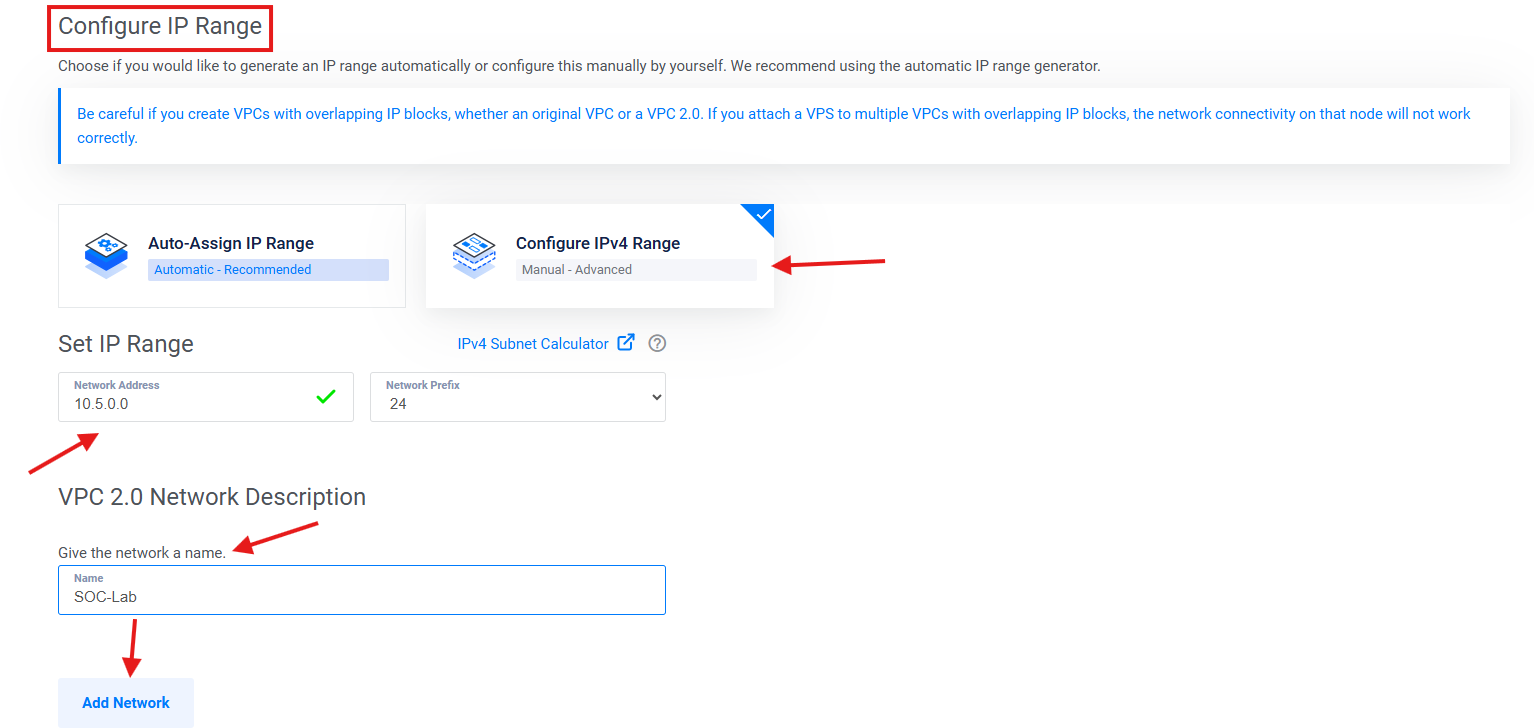 Configure IP Range
Choose if you would like to generate an IP range automatically or configure this manually by yourself. We recommend using the automatic IP range generator.
Be careful if you create VPCs with overlapping IP blocks, whether an original VPC or a VPC 2.0. If you attach a VPS to multiple VPCs with overlapping IP blocks, the network connectivity on that node will not work
correctly.
Auto-Assign IP Range
Automatic - Recommended
Configure IPv4 Range
Manual - Advanced
Set IP Range
IPv4 Subnet Calculator
Network Address
10.5.0.0
Network Prefix
24
VPC 2.0 Network Description
Give the network a name.
Name
SOC-Lab
Add Network